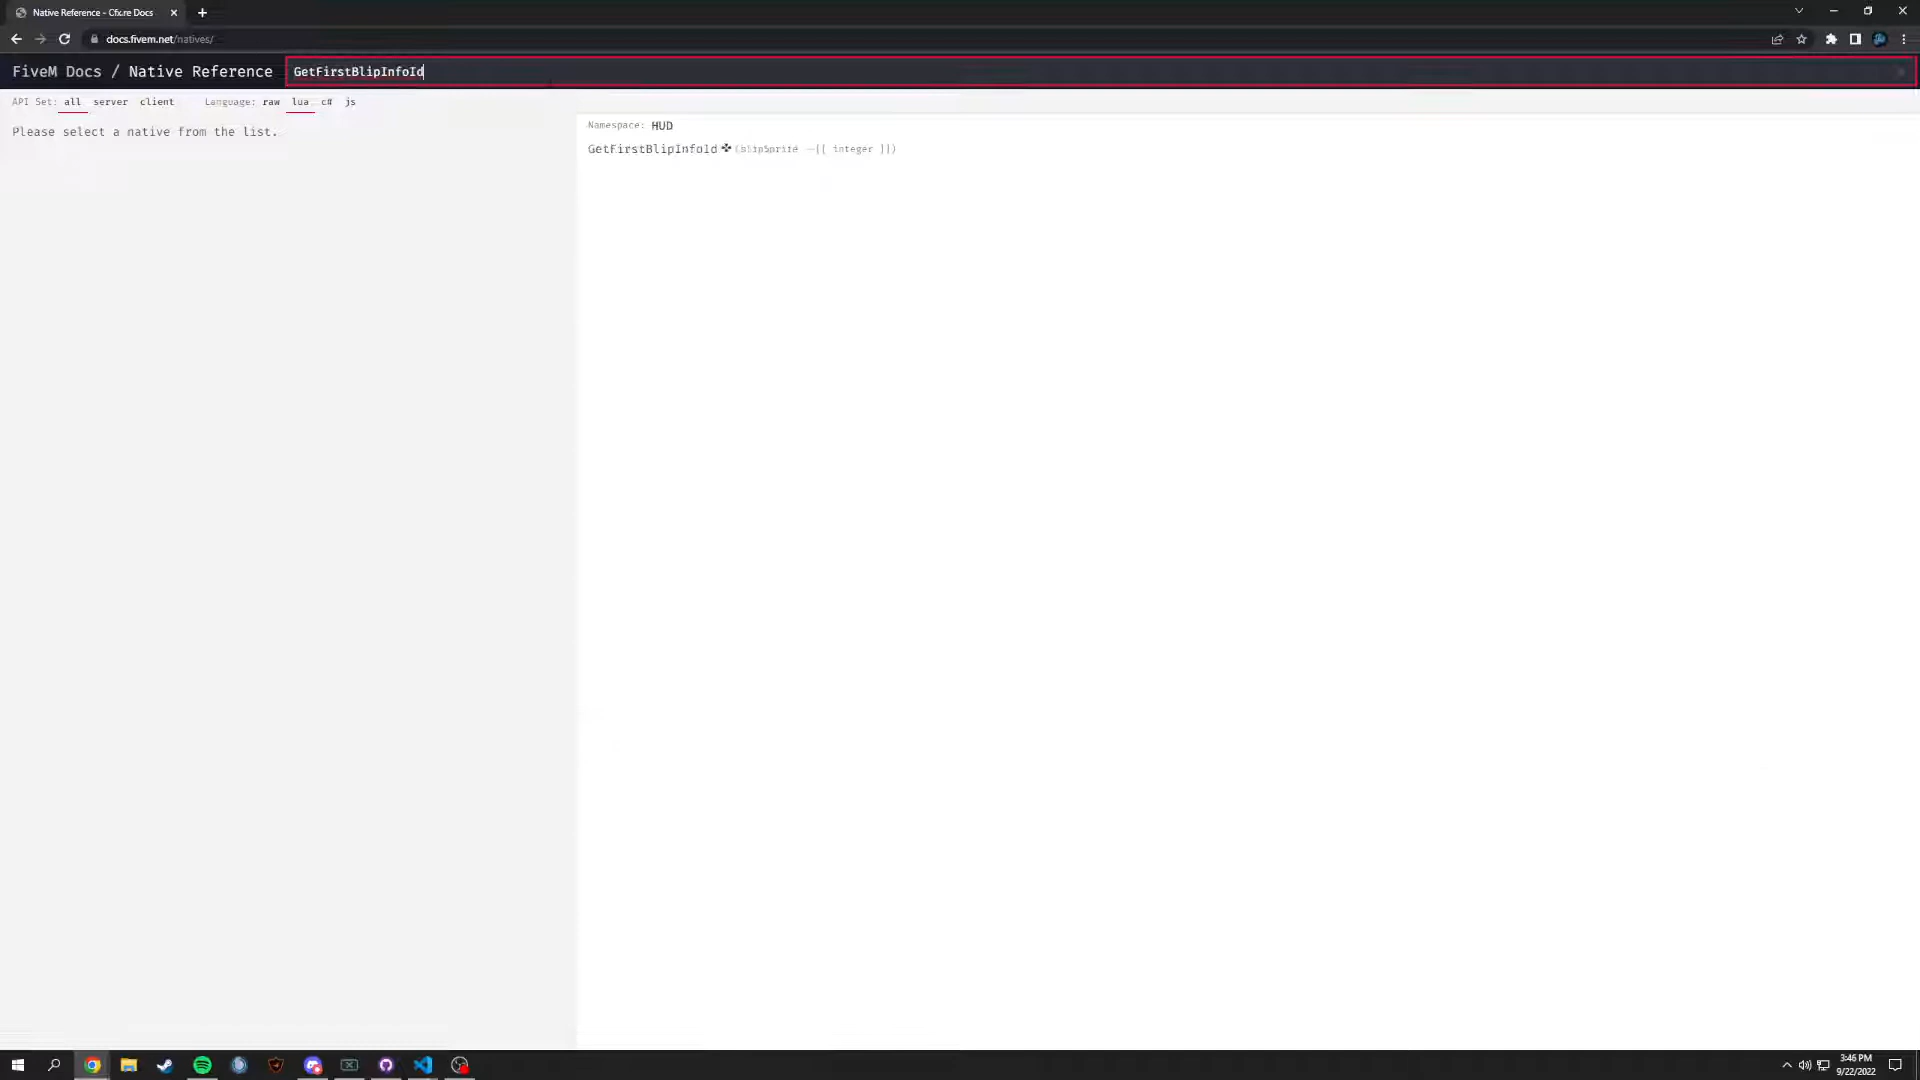 Native Reference - Cfx.re Docs
docs.fivem.net/natives/
FiveM Docs / Native Reference
GetFirstBlipInfoId
API Set: all server client Language: raw lua c# js
Please select a native from the list.
Namespace: HUD
GetFirstBlipInfoId (blipSprite --[[ integer ]])
3:46 PM
9/22/2022